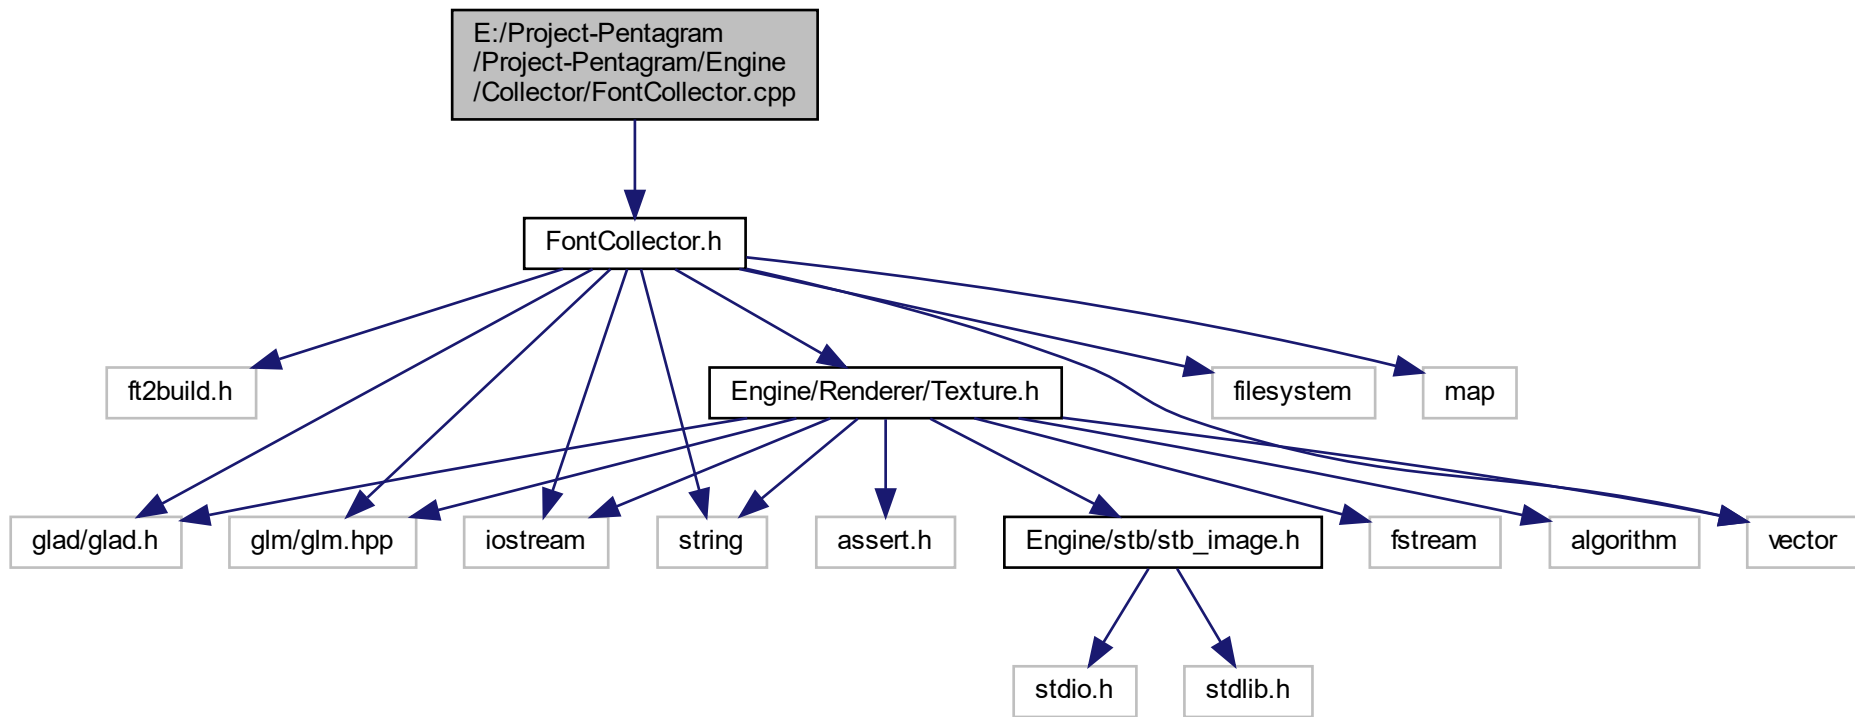 E:/Project-Pentagram
/Project-Pentagram/Engine
/Collector/FontCollector.cpp
FontCollector.h
ft2build.h
Engine/Renderer/Texture.h
filesystem
map
glad/glad.h
glm/glm.hpp
iostream
string
assert.h
Engine/stb/stb_image.h
fstream
algorithm
vector
stdio.h
stdlib.h